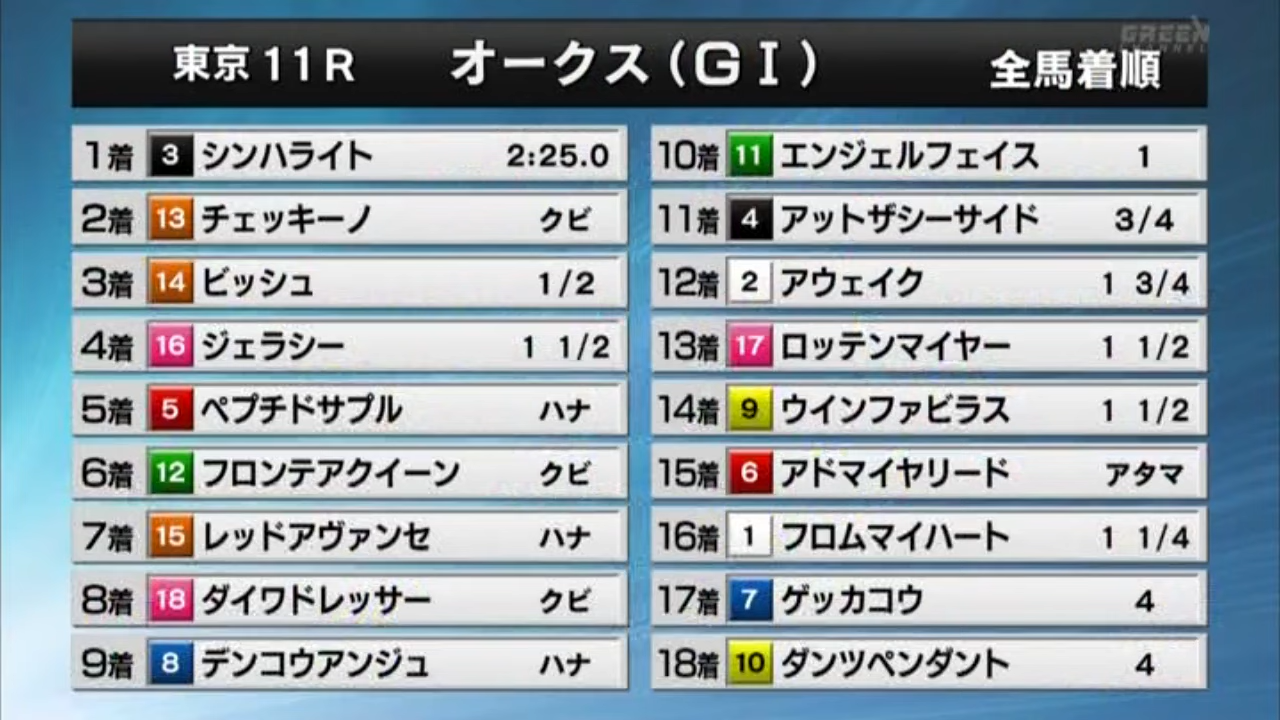 GREEN CHANNEL
東京11R オークス(GⅠ) 全馬着順
1着 3 シンハライト 2:25.0
2着 13 チェッキーノ クビ
3着 14 ビッシュ 1/2
4着 16 ジェラシー 1 1/2
5着 5 ペプチドサプル ハナ
6着 12 フロンテアクイーン クビ
7着 15 レッドアヴァンセ ハナ
8着 18 ダイワドレッサー クビ
9着 8 デンコウアンジュ ハナ
10着 11 エンジェルフェイス 1
11着 4 アットザシーサイド 3/4
12着 2 アウェイク 1 3/4
13着 17 ロッテンマイヤー 1 1/2
14着 9 ウインファビラス 1 1/2
15着 6 アドマイヤリード アタマ
16着 1 フロムマイハート 1 1/4
17着 7 ゲッカコウ 4
18着 10 ダンツペンダント 4